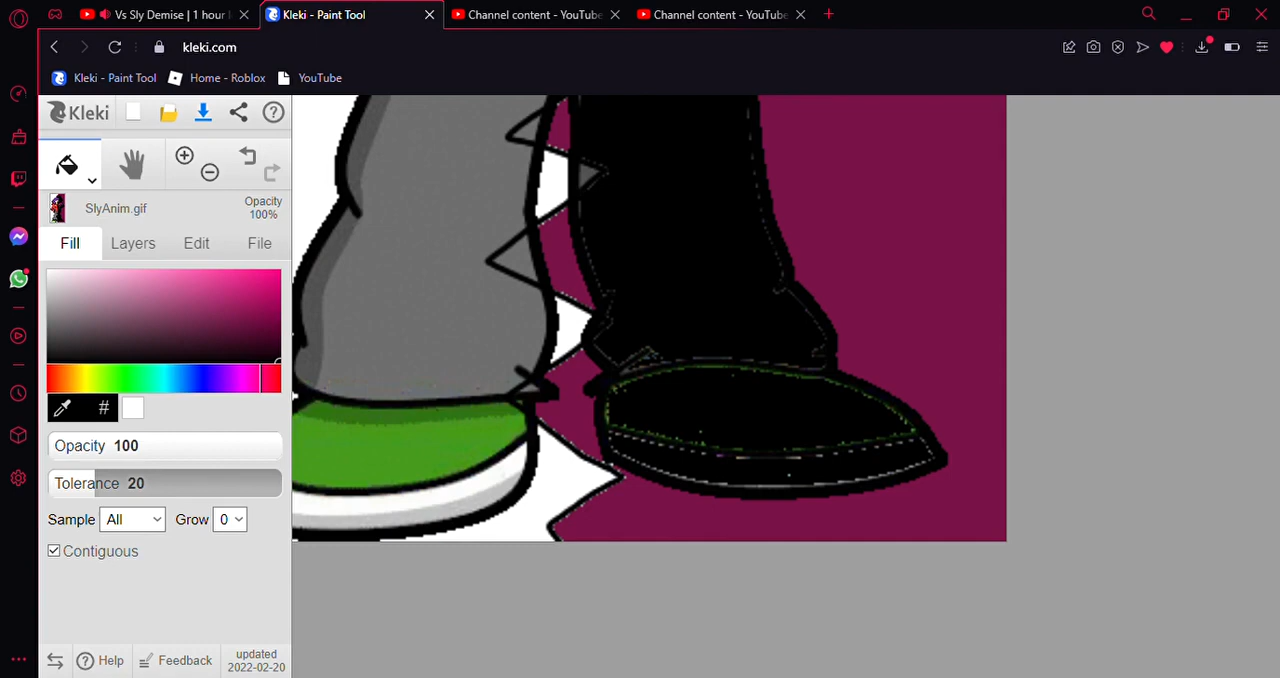 Vs Sly Demise | 1 hour
Kleki - Paint Tool
Channel content - YouTube
Channel content - YouTube
kleki.com
Kleki - Paint Tool
Home - Roblox
YouTube
Kleki
SlyAnim.gif
Opacity
100%
Fill
Layers
Edit
File
#
Opacity 100
Tolerance 20
Sample All
Grow 0
Contiguous
Help
Feedback
updated
2022-02-20